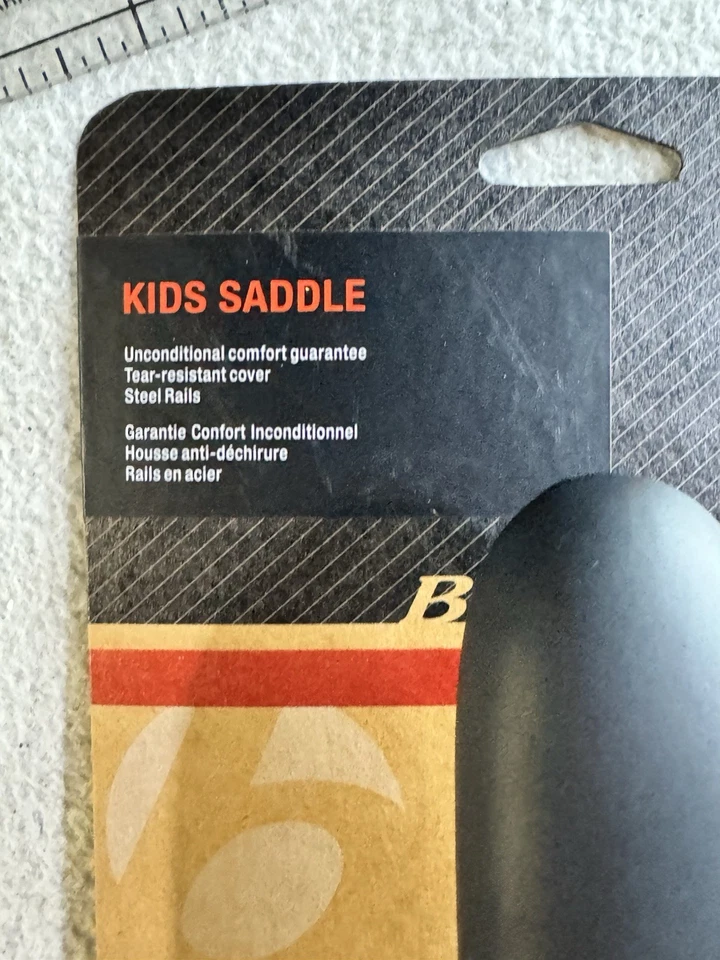 KIDS SADDLE
Unconditional comfort guarantee
Tear-resistant cover
Steel Rails
Garantie Confort Inconditionnel
Housse anti-déchirure
Rails en acier
B